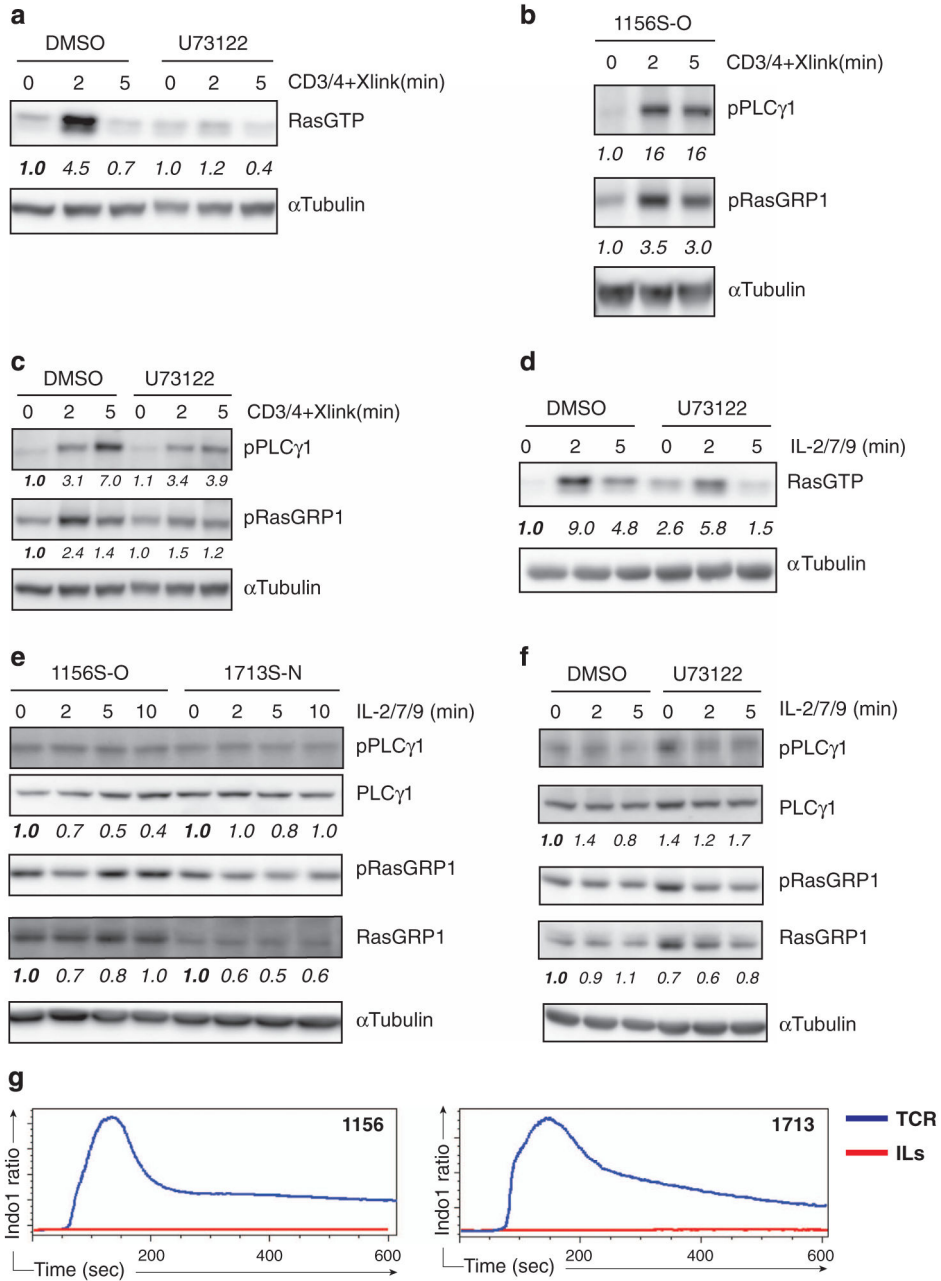 a
DMSO U73122
0 2 5 0 2 5 CD3/4+Xlink(min)
RasGTP
1.0 4.5 0.7 1.0 1.2 0.4
αTubulin
b
1156S-O
0 2 5 CD3/4+Xlink(min)
pPLCγ1
1.0 16 16
pRasGRP1
1.0 3.5 3.0
αTubulin
c
DMSO U73122
0 2 5 0 2 5 CD3/4+Xlink(min)
pPLCγ1
1.0 3.1 7.0 1.1 3.4 3.9
pRasGRP1
1.0 2.4 1.4 1.0 1.5 1.2
αTubulin
d
DMSO U73122
0 2 5 0 2 5 IL-2/7/9 (min)
RasGTP
1.0 9.0 4.8 2.6 5.8 1.5
αTubulin
e
1156S-O 1713S-N
0 2 5 10 0 2 5 10 IL-2/7/9 (min)
pPLCγ1
PLCγ1
1.0 0.7 0.5 0.4 1.0 1.0 0.8 1.0
pRasGRP1
RasGRP1
1.0 0.7 0.8 1.0 1.0 0.6 0.5 0.6
αTubulin
f
DMSO U73122
0 2 5 0 2 5 IL-2/7/9 (min)
pPLCγ1
PLCγ1
1.0 1.4 0.8 1.4 1.2 1.7
pRasGRP1
RasGRP1
1.0 0.9 1.1 0.7 0.6 0.8
αTubulin
g
Indo1 ratio
1156
200 400 600
Time (sec)
Indo1 ratio
1713
200 400 600
Time (sec)
TCR
ILs